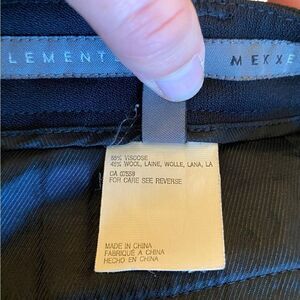 LEMENT
MEXX
55% VISCOSE
45% WOOL, LAINE, WOLLE, LANA, LA
CA 07558
FOR CARE SEE REVERSE
MADE IN CHINA
FABRIQUÉ A CHINA
HECHO EN CHINA